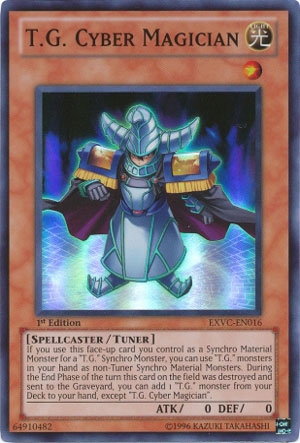 T.G. Cyber Magician
LIGHT
光
1st Edition
EXVC-EN016
[SPELLCASTER / TUNER]
If you use this face-up card you control as a Synchro Material
Monster for a "T.G." Synchro Monster, you can use "T.G." monsters
in your hand as non-Tuner Synchro Material Monsters. During
the End Phase of the turn this card on the field was destroyed and
sent to the Graveyard, you can add 1 "T.G." monster from your
Deck to your hand, except "T.G. Cyber Magician".
ATK/ 0 DEF/ 0
64910482
©1996 KAZUKI TAKAHASHI